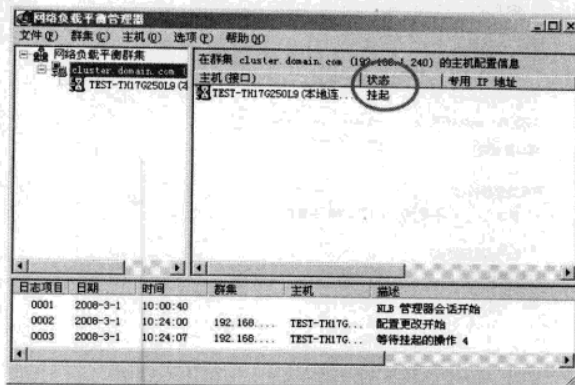 网络负载平衡管理器
文件(F) 群集(C) 主机(O) 选项(P) 帮助(H)
网络负载平衡群集
cluster.domain.com (
TEST-TH17G250L9(本
在群集 cluster.domain.com (192.168.1.240) 的主机配置信息
主机(接口) 状态 专用 IP 地址
TEST-TH17G250L9(本地连... 挂起
日志项目 日期 时间 群集 主机 描述
0001 2008-3-1 10:00:40 NLB 管理器会话开始
0002 2008-3-1 10:24:00 192.168.... TEST-TH17G... 配置更改开始
0003 2008-3-1 10:24:07 192.168.... TEST-TH17G... 等待挂起的操作 4